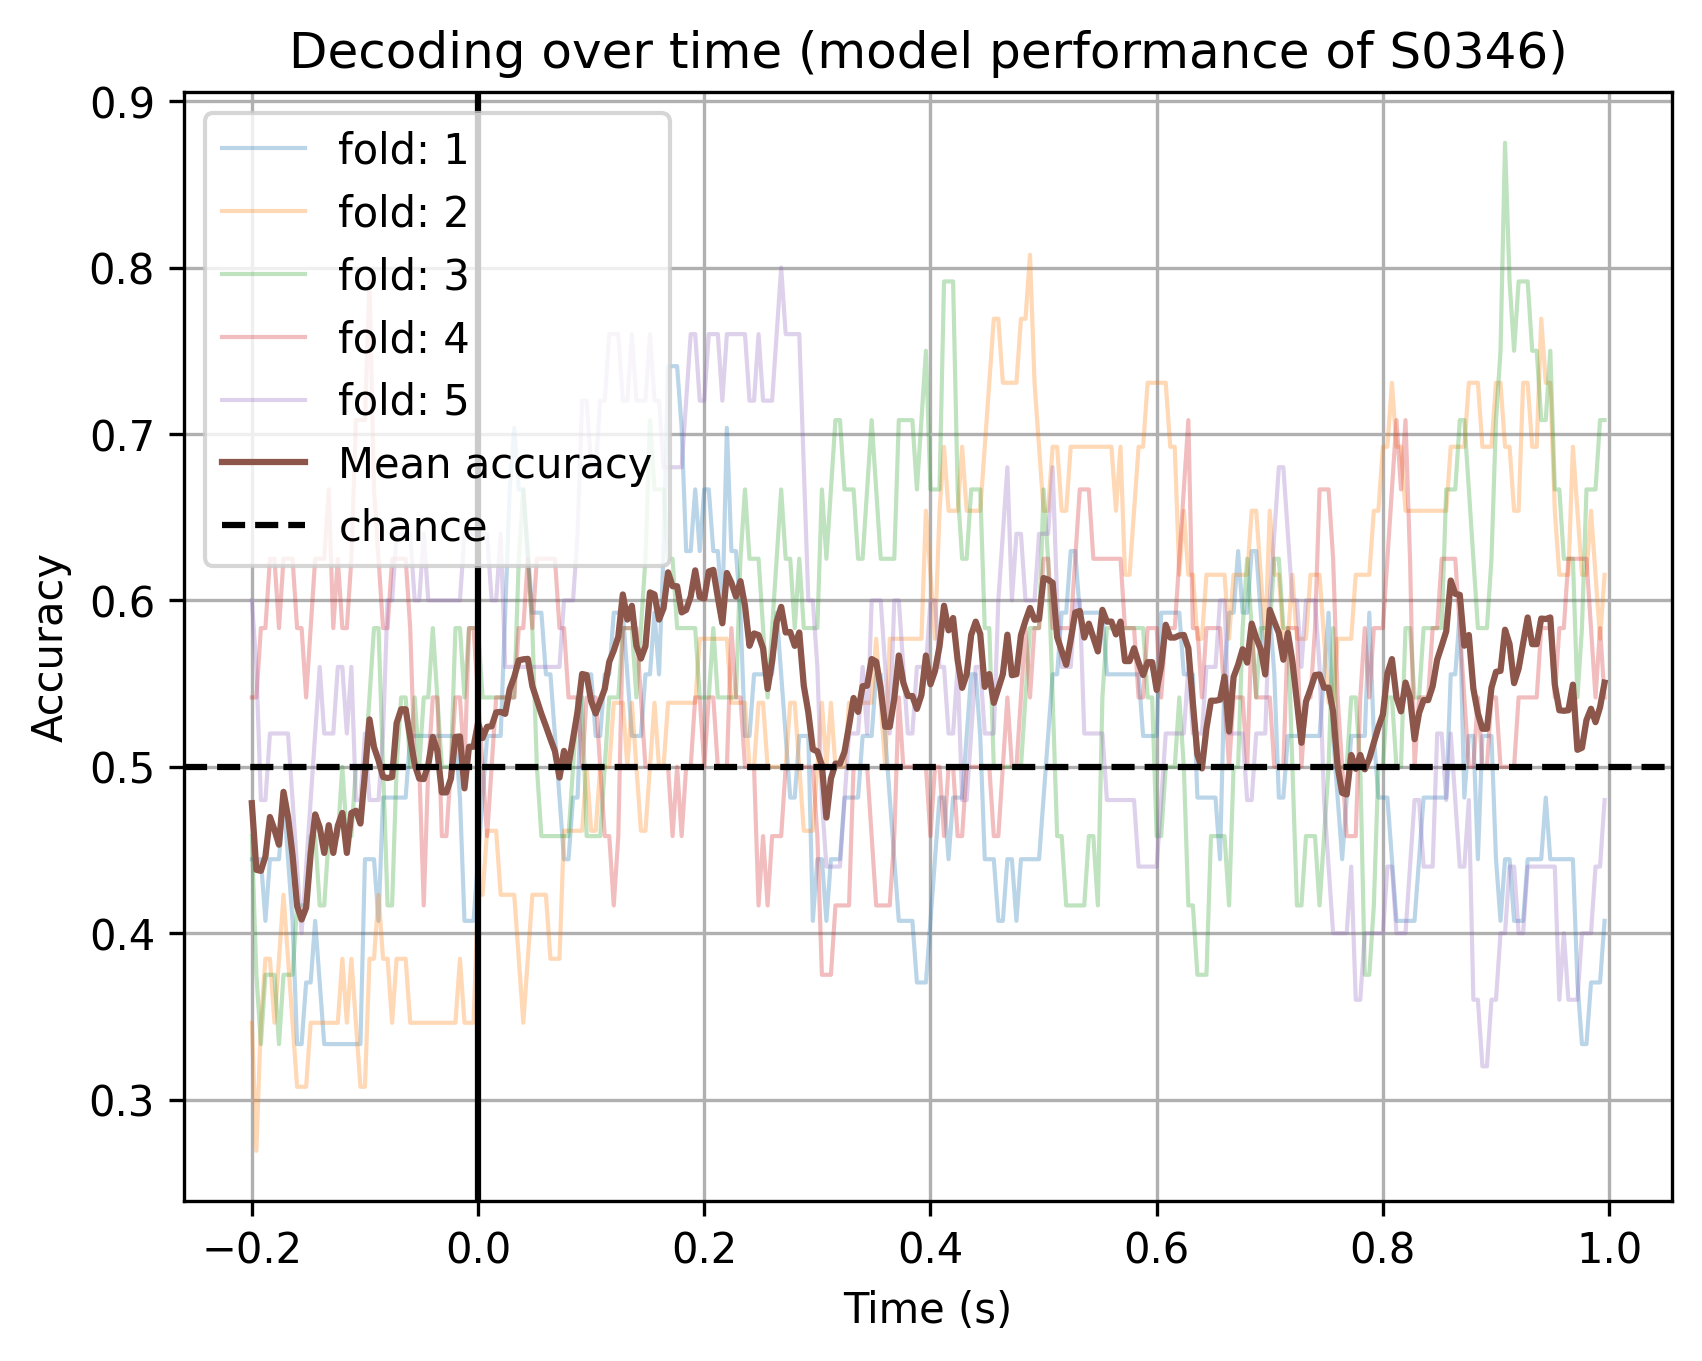 Decoding over time (model performance of S0346)
0.9
0.8
0.7
0.6
0.5
0.4
0.3
Accuracy
fold: 1
fold: 2
fold: 3
fold: 4
fold: 5
Mean accuracy
chance
−0.2 0.0 0.2 0.4 0.6 0.8 1.0
Time (s)